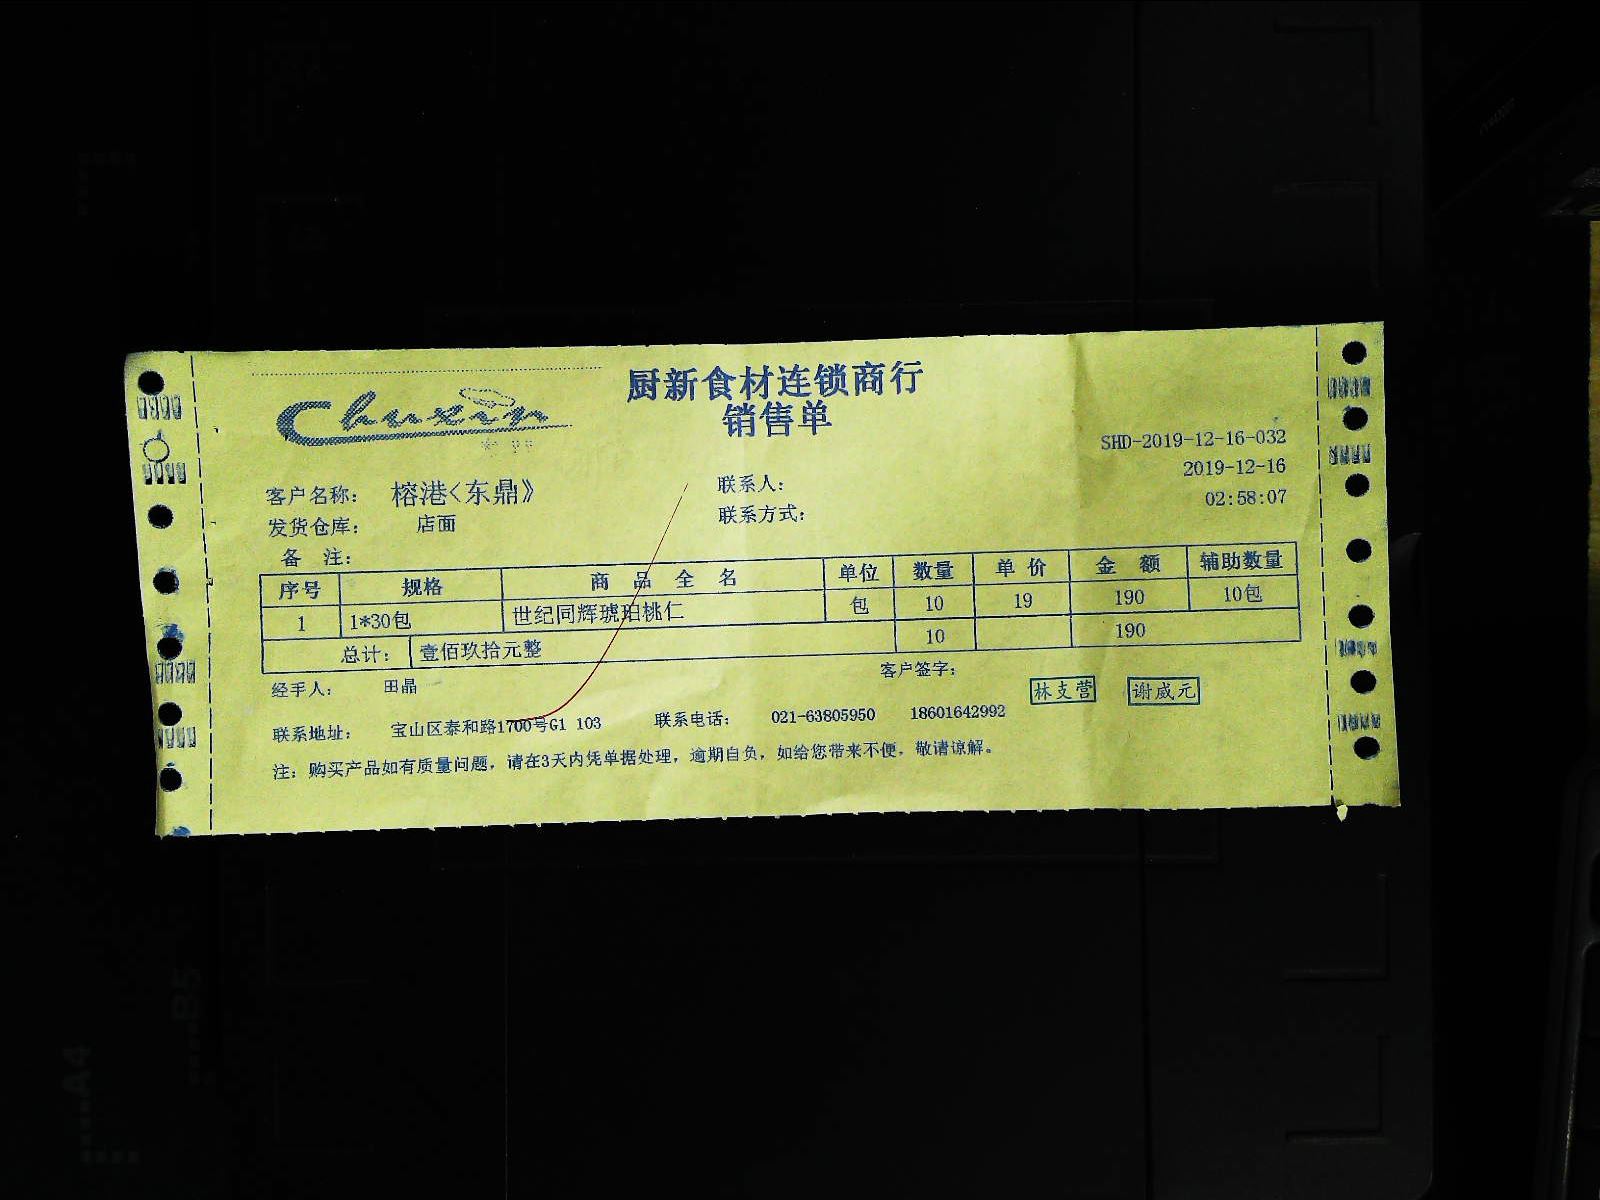 厨新食材连锁商行
Chuxin
销售单
SHD-2019-12-16-032
2019-12-16
02:58:07
客户名称: 榕港<东鼎》 联系人:
发货仓库: 店面 联系方式:
备 注:
序号 规格 商 品 全 名 单位 数量 单 价 金 额 辅助数量
1 1*30包 世纪同辉琥珀桃仁 包 10 19 190 10包
总计: 壹佰玖拾元整 10 190
经手人: 田晶 客户签字:
林支营 谢威元
联系地址: 宝山区泰和路1700号G1 103 联系电话: 021-63805950 18601642992
注: 购买产品如有质量问题, 请在3天内凭单据处理, 逾期自负, 如给您带来不便, 敬请谅解。
A4
B5